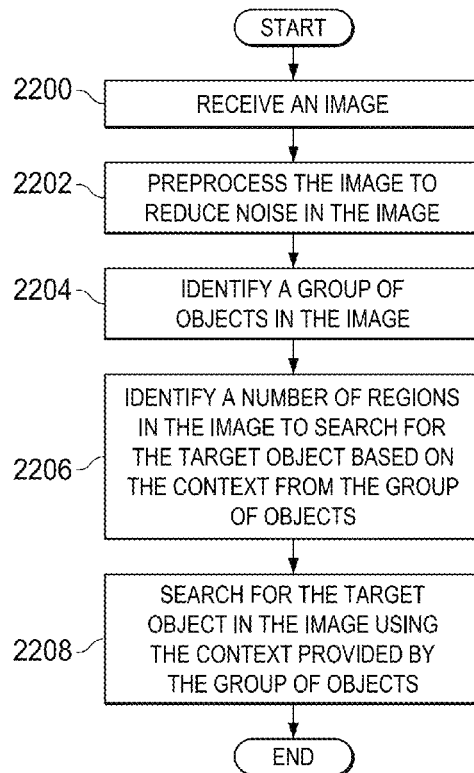 START
2200
RECEIVE AN IMAGE
2202
PREPROCESS THE IMAGE TO
REDUCE NOISE IN THE IMAGE
2204
IDENTIFY A GROUP OF
OBJECTS IN THE IMAGE
2206
IDENTIFY A NUMBER OF REGIONS
IN THE IMAGE TO SEARCH FOR
THE TARGET OBJECT BASED ON
THE CONTEXT FROM THE GROUP
OF OBJECTS
2208
SEARCH FOR THE TARGET
OBJECT IN THE IMAGE USING
THE CONTEXT PROVIDED BY
THE GROUP OF OBJECTS
END